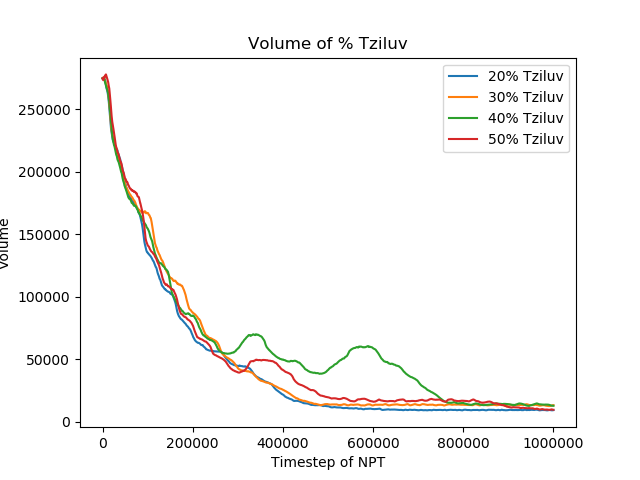 Volume of % Tziluv
20% Tziluv
30% Tziluv
40% Tziluv
50% Tziluv
250000
200000
150000
100000
50000
0
Volume
0 200000 400000 600000 800000 1000000
Timestep of NPT